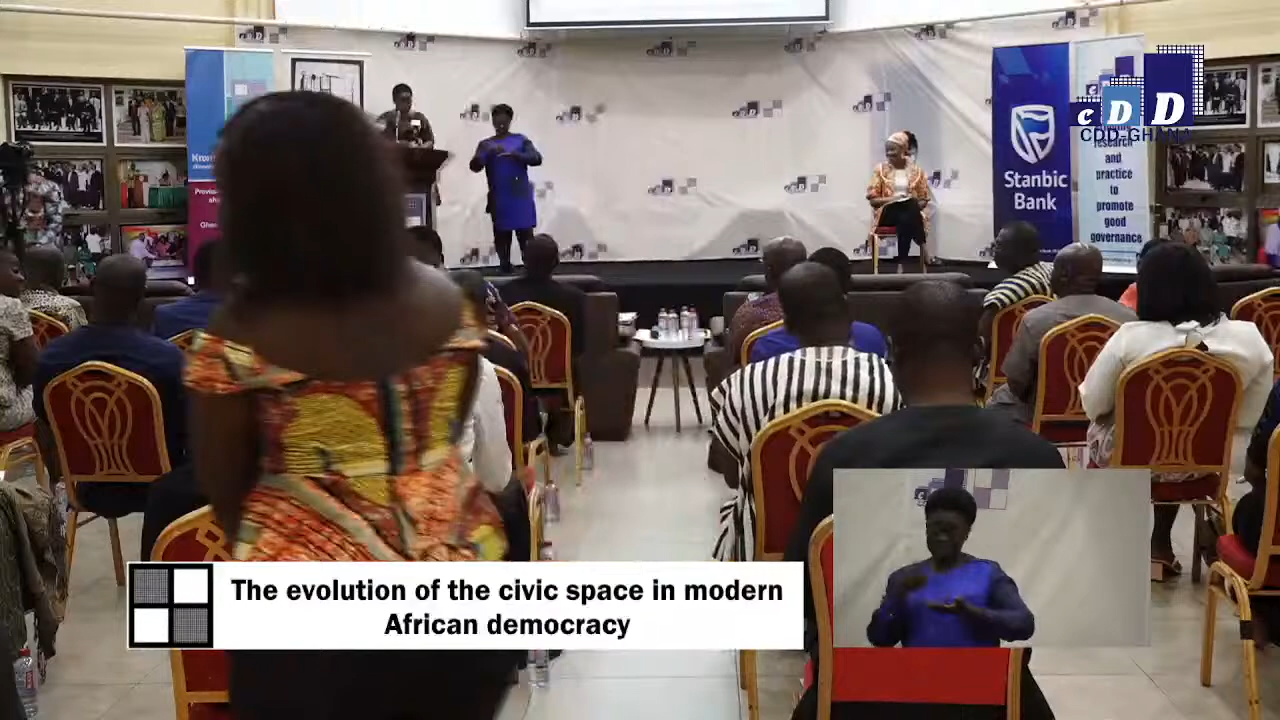 cDD
CDD-GHANA
Stanbic
Bank
research
and
practice
to
promote
good
governance
The evolution of the civic space in modern
African democracy